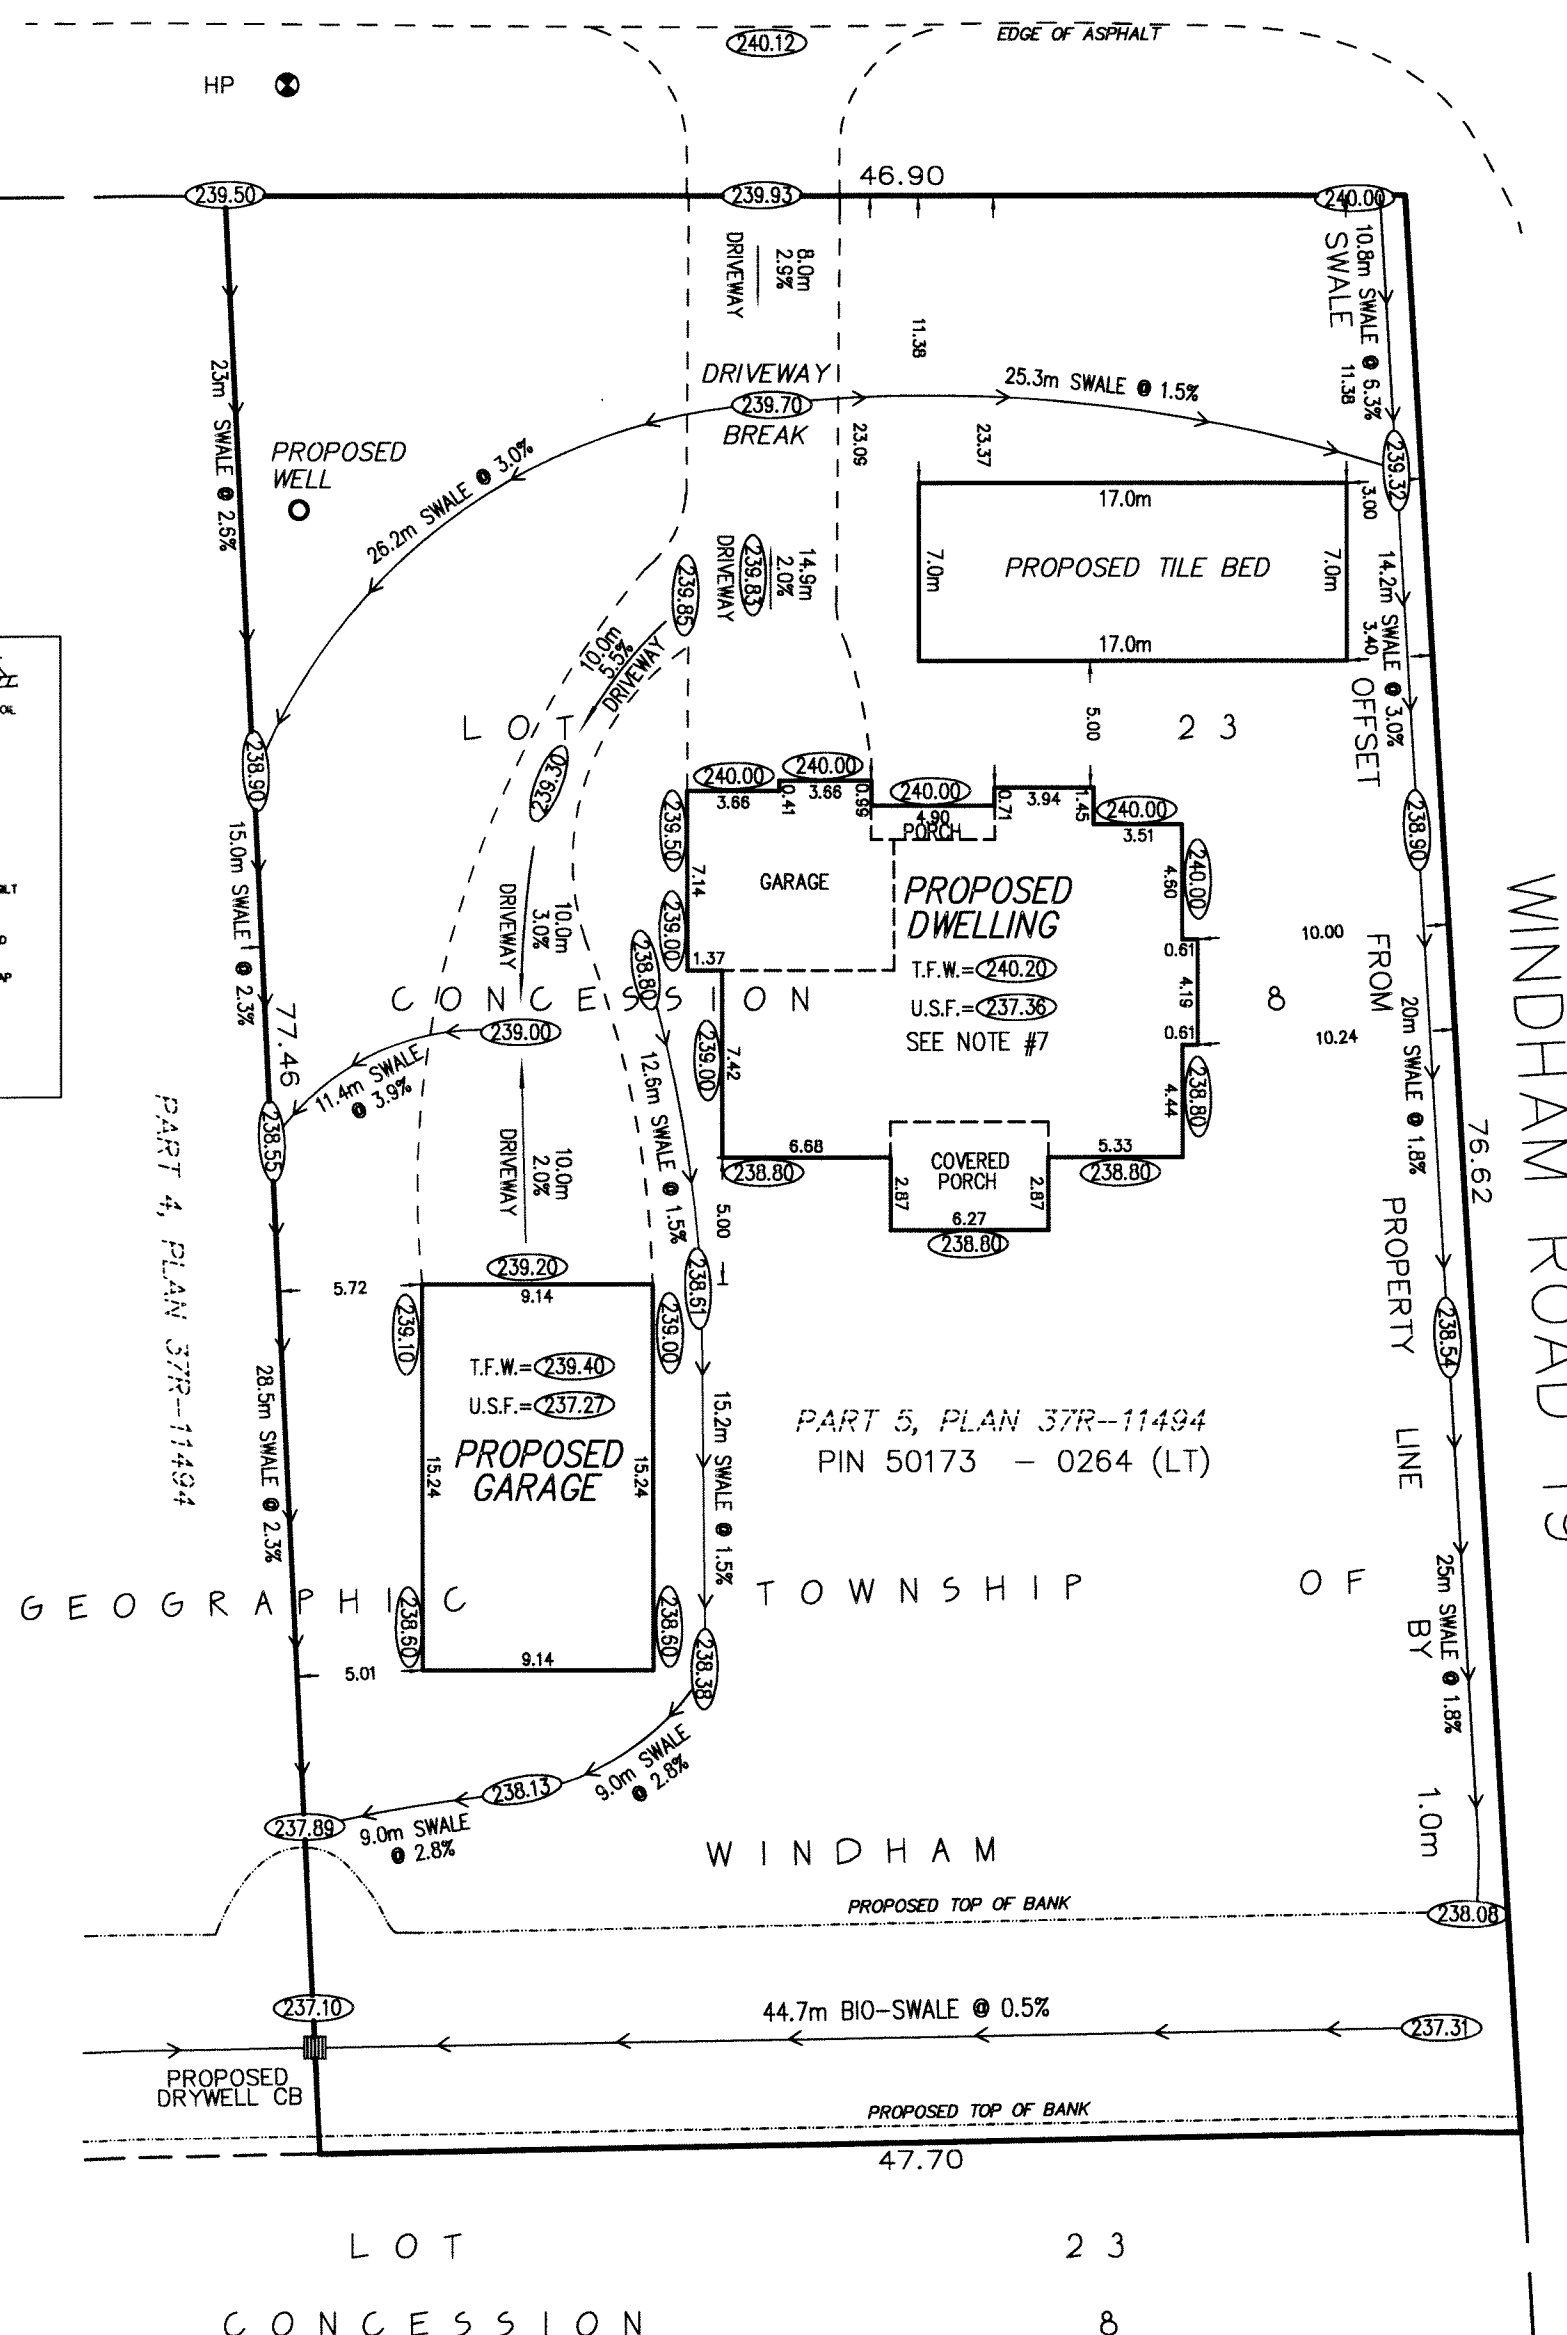 EDGE OF ASPHALT
240.12
HP
46.90
239.50
239.93
240.00
DRIVEWAY
8.0m
2.9%
10.8m SWALE @ 6.3%
SWALE
11.38
11.38
DRIVEWAY
239.70
BREAK
25.3m SWALE @ 1.5%
23.09
23.37
239.32
3.00
23m SWALE @ 2.6%
PROPOSED
WELL
26.2m SWALE @ 3.0%
17.0m
7.0m
PROPOSED TILE BED
7.0m
17.0m
14.2m SWALE @ 3.0%
3.40
OFFSET
DRIVEWAY
239.83
14.9m
2.0%
239.85
10.0m
5.5%
DRIVEWAY
LOT
23
5.00
238.90
239.30
240.00
240.00
240.00
240.00
3.66
0.41
3.66
0.99
4.90
PORCH
0.71
3.94
1.45
3.51
238.90
239.50
7.14
GARAGE
PROPOSED
DWELLING
4.60
240.00
15.0m SWALE @ 2.3%
DRIVEWAY
10.0m
3.0%
239.00
238.80
1.37
T.F.W.= 240.20
U.S.F.= 237.36
SEE NOTE #7
0.61
4.19
0.61
10.00
10.24
FROM
CONCESSION
8
20m SWALE @ 1.8%
WINDHAM ROAD 19
77.46
239.00
11.4m SWALE
@ 3.9%
238.55
12.6m SWALE @ 1.5%
239.00
7.42
4.44
238.80
76.62
DRIVEWAY
10.0m
2.0%
6.68
238.80
COVERED
PORCH
2.87
2.87
5.33
238.80
6.27
238.80
5.00
PART 4, PLAN 37R-11494
PROPERTY
239.20
5.72
9.14
238.61
238.54
239.10
239.00
T.F.W.= 239.40
U.S.F.= 237.27
PROPOSED
GARAGE
15.24
15.24
28.5m SWALE @ 2.3%
15.2m SWALE @ 1.5%
PART 5, PLAN 37R-11494
PIN 50173 - 0264 (LT)
LINE
GEOGRAPHIC
TOWNSHIP
OF
25m SWALE @ 1.8%
BY
238.60
238.60
5.01
9.14
238.38
9.0m SWALE
@ 2.8%
238.13
237.89
9.0m SWALE
@ 2.8%
1.0m
WINDHAM
PROPOSED TOP OF BANK
238.08
237.10
44.7m BIO-SWALE @ 0.5%
237.31
PROPOSED
DRYWELL CB
PROPOSED TOP OF BANK
47.70
LOT
23
CONCESSION
8